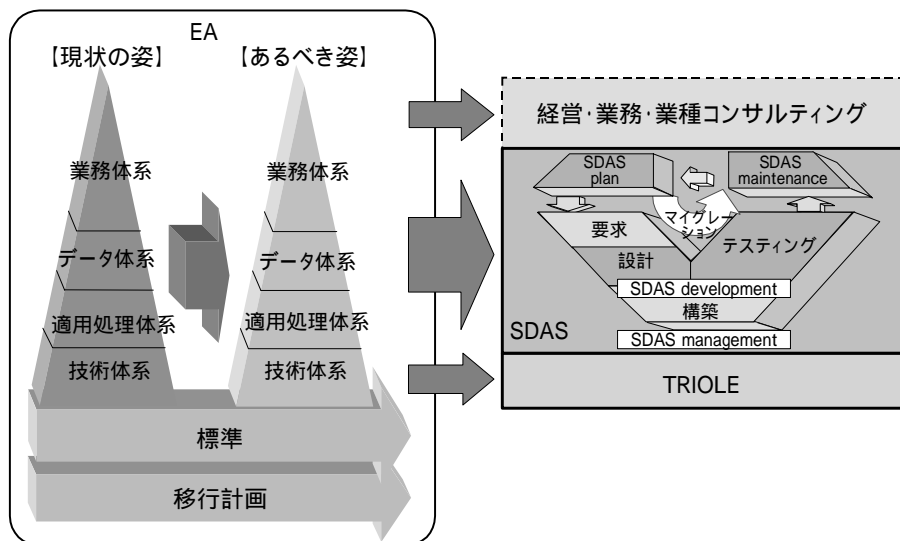 EA
【現状の姿】
【あるべき姿】
業務体系
データ体系
適用処理体系
技術体系
業務体系
データ体系
適用処理体系
技術体系
標準
移行計画
経営・業務・業種コンサルティング
SDAS
plan
SDAS
maintenance
マイグレー
ション
要求
設計
テスティング
SDAS development
構築
SDAS management
SDAS
TRIOLE